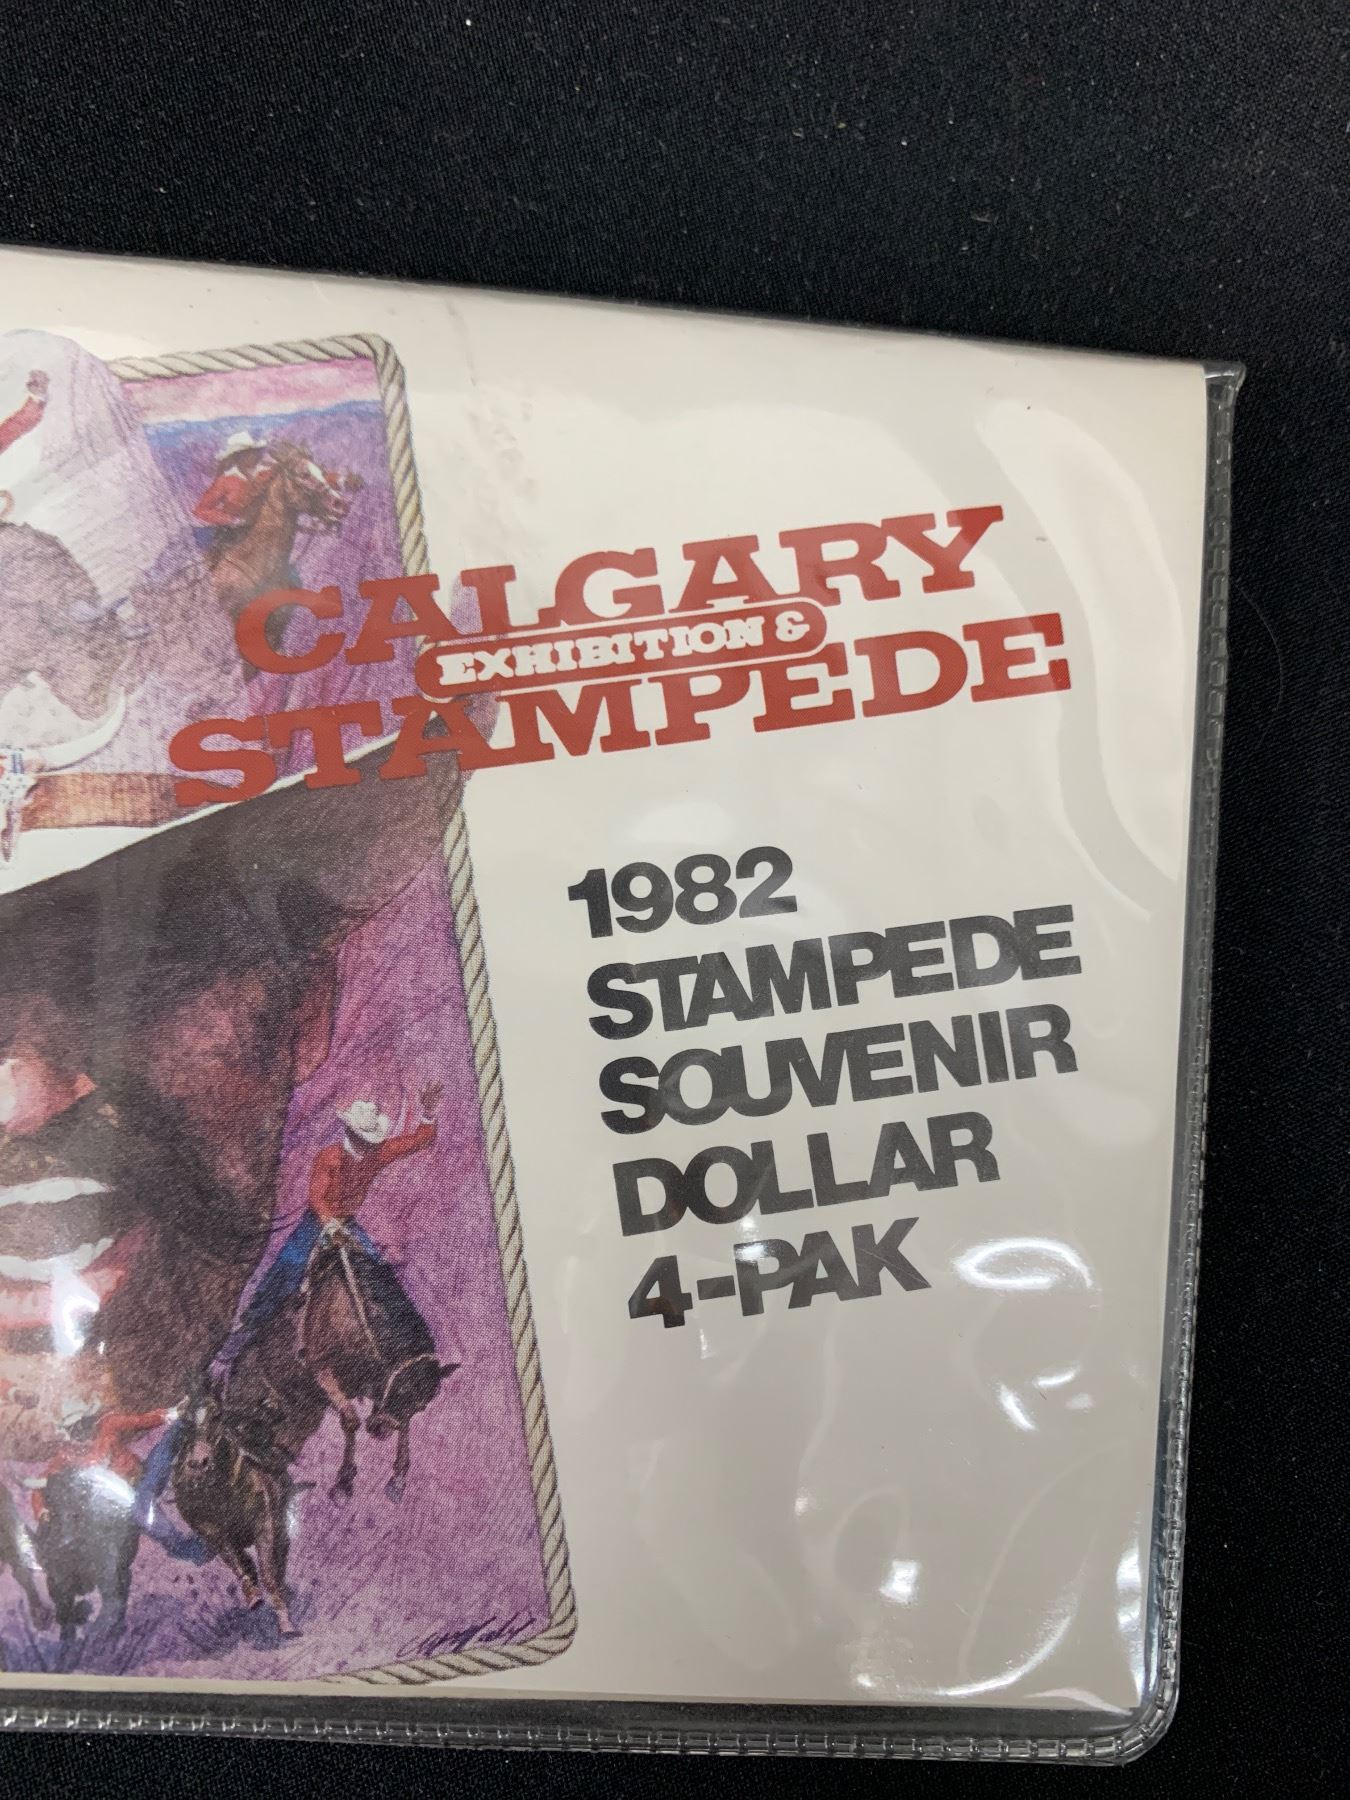 CALGARY
EXHIBITION &
STAMPEDE
1982
STAMPEDE
SOUVENIR
DOLLAR
4-PAK